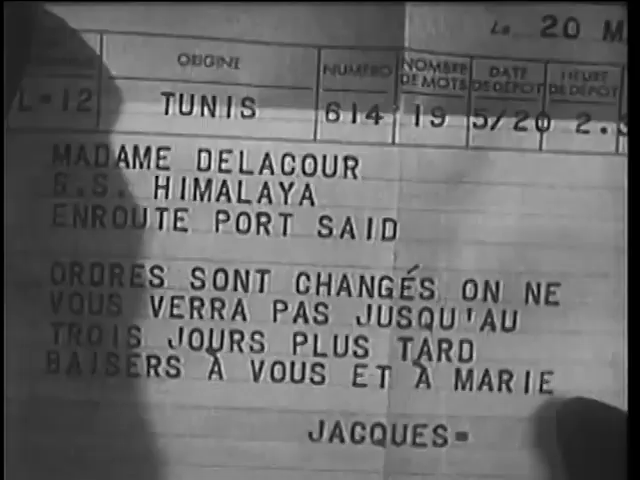 Le 20 M
ORIGINE NUMÉRO NOMBRE DE MOTS DATE DE DÉPÔT HEURE DE DÉPÔT
L=12 TUNIS 614 19 5/20 2.
MADAME DELACOUR
S.S. HIMALAYA
ENROUTE PORT SAID
ORDRES SONT CHANGÉS ON NE
VOUS VERRA PAS JUSQU'AU
TROIS JOURS PLUS TARD
BAISERS À VOUS ET À MARIE
JACQUES=